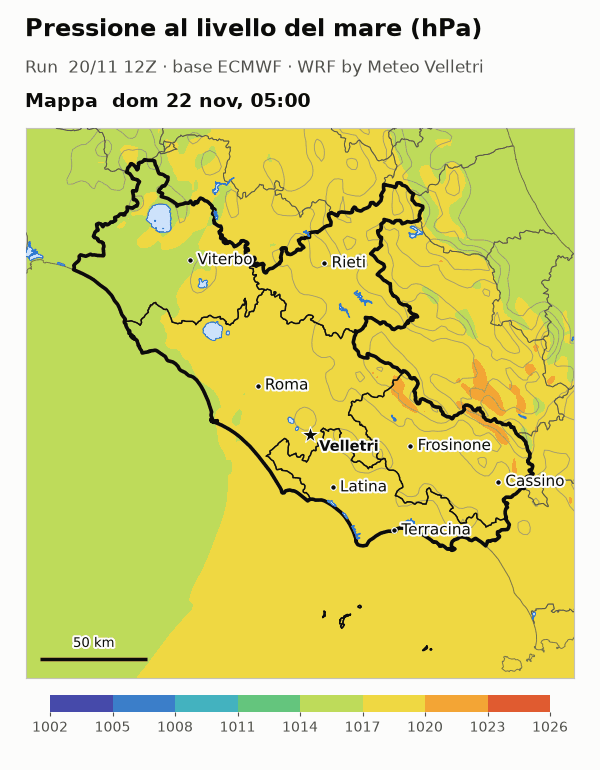 Pressione al livello del mare (hPa)
Run  20/11 12Z · base ECMWF · WRF by Meteo Velletri
Mappa  dom 22 nov, 05:00
Viterbo
Rieti
Roma
Velletri
Frosinone
Cassino
Latina
Terracina
50 km
1002 1005 1008 1011 1014 1017 1020 1023 1026